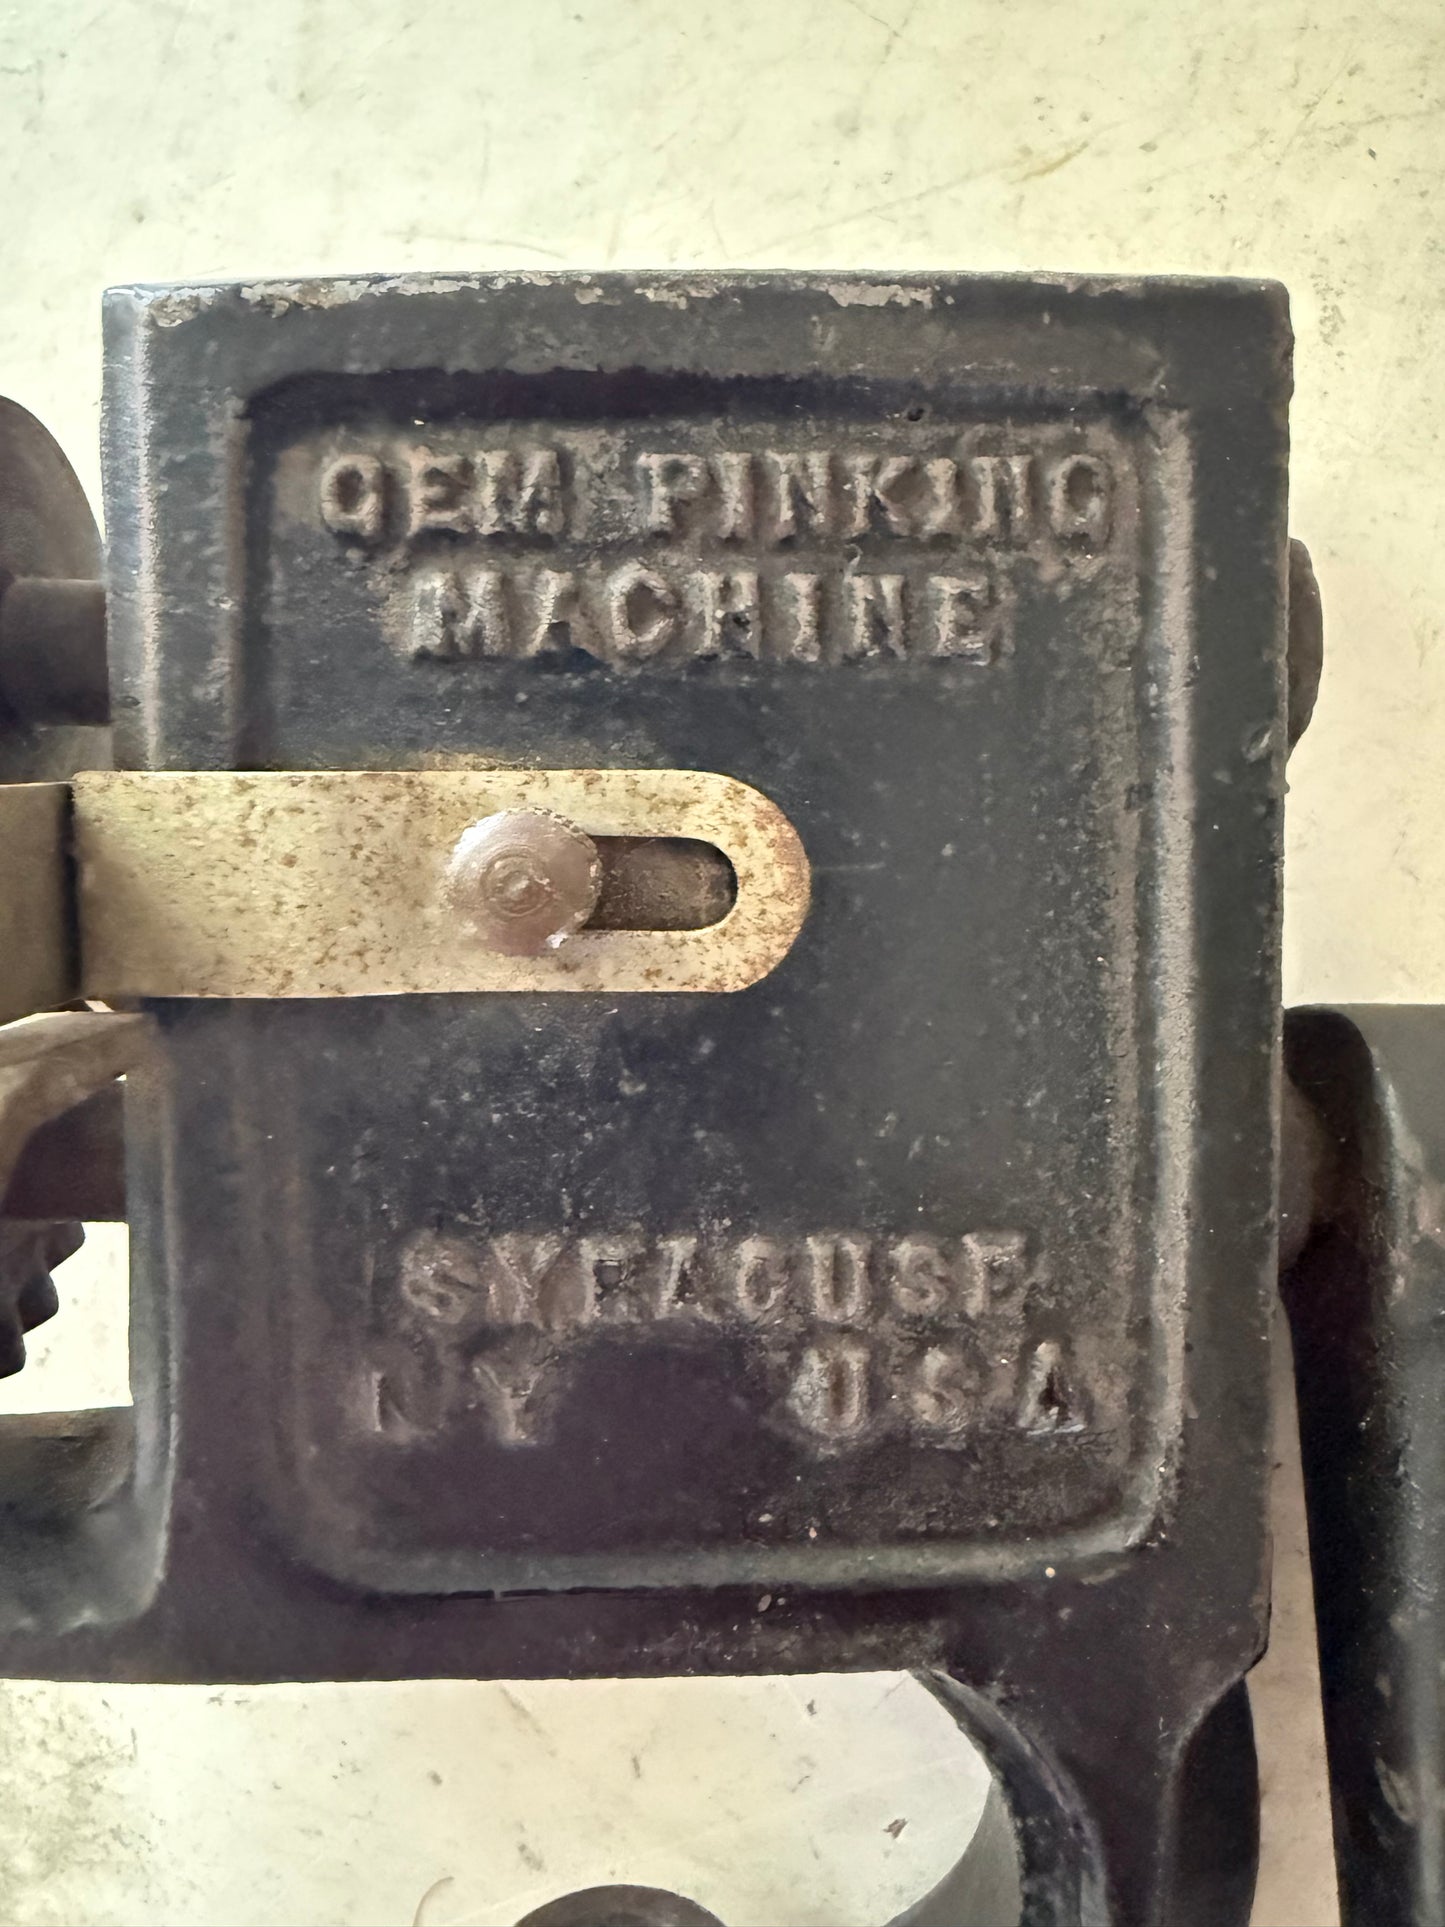 GEM PINKING
MACHINE
SYRACUSE
NY USA